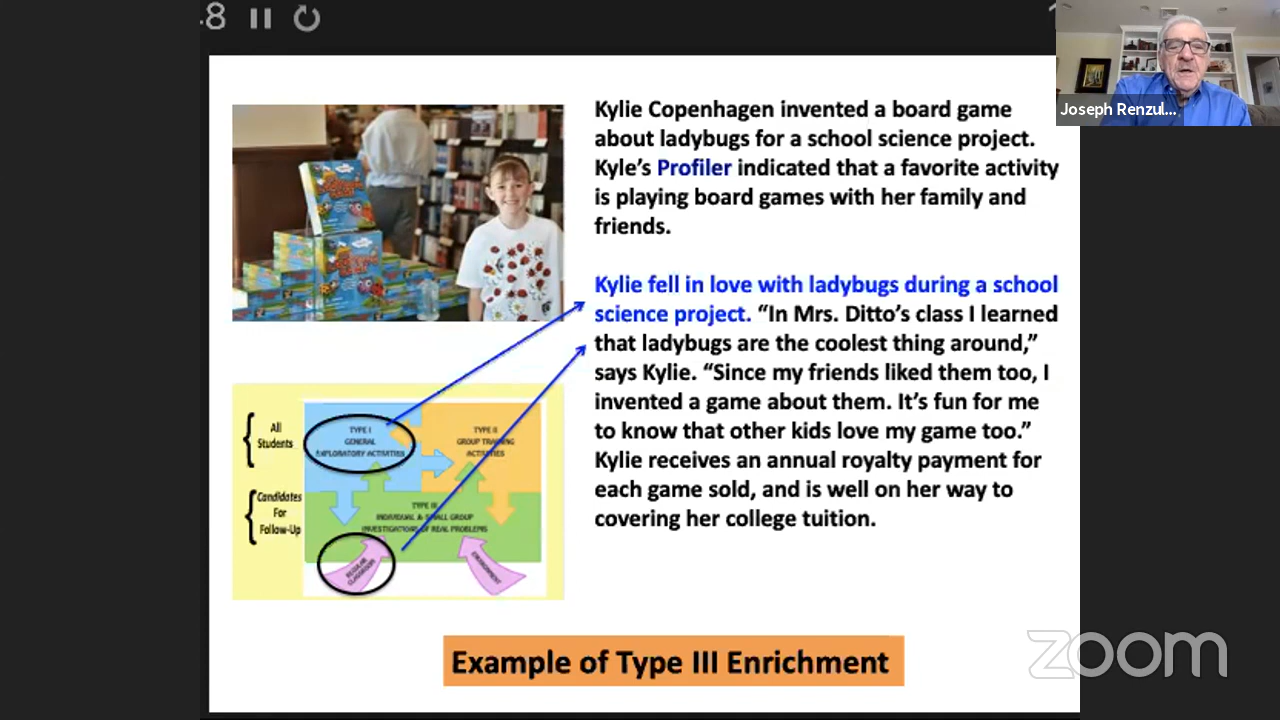 8
Joseph Renzul...
Kylie Copenhagen invented a board game
about ladybugs for a school science project.
Kyle’s Profiler indicated that a favorite activity
is playing board games with her family and
friends.
Kylie fell in love with ladybugs during a school
science project. “In Mrs. Ditto’s class I learned
that ladybugs are the coolest thing around,”
says Kylie. “Since my friends liked them too, I
invented a game about them. It’s fun for me
to know that other kids love my game too.”
Kylie receives an annual royalty payment for
each game sold, and is well on her way to
covering her college tuition.
All
Students
Candidates
For
Follow-Up
TYPE I
GENERAL
EXPLORATORY ACTIVITIES
TYPE II
GROUP TRAINING
ACTIVITIES
TYPE III
INDIVIDUAL & SMALL GROUP
INVESTIGATIONS OF REAL PROBLEMS
REGULAR
CLASSROOM
ENVIRONMENT
Example of Type III Enrichment
zoom